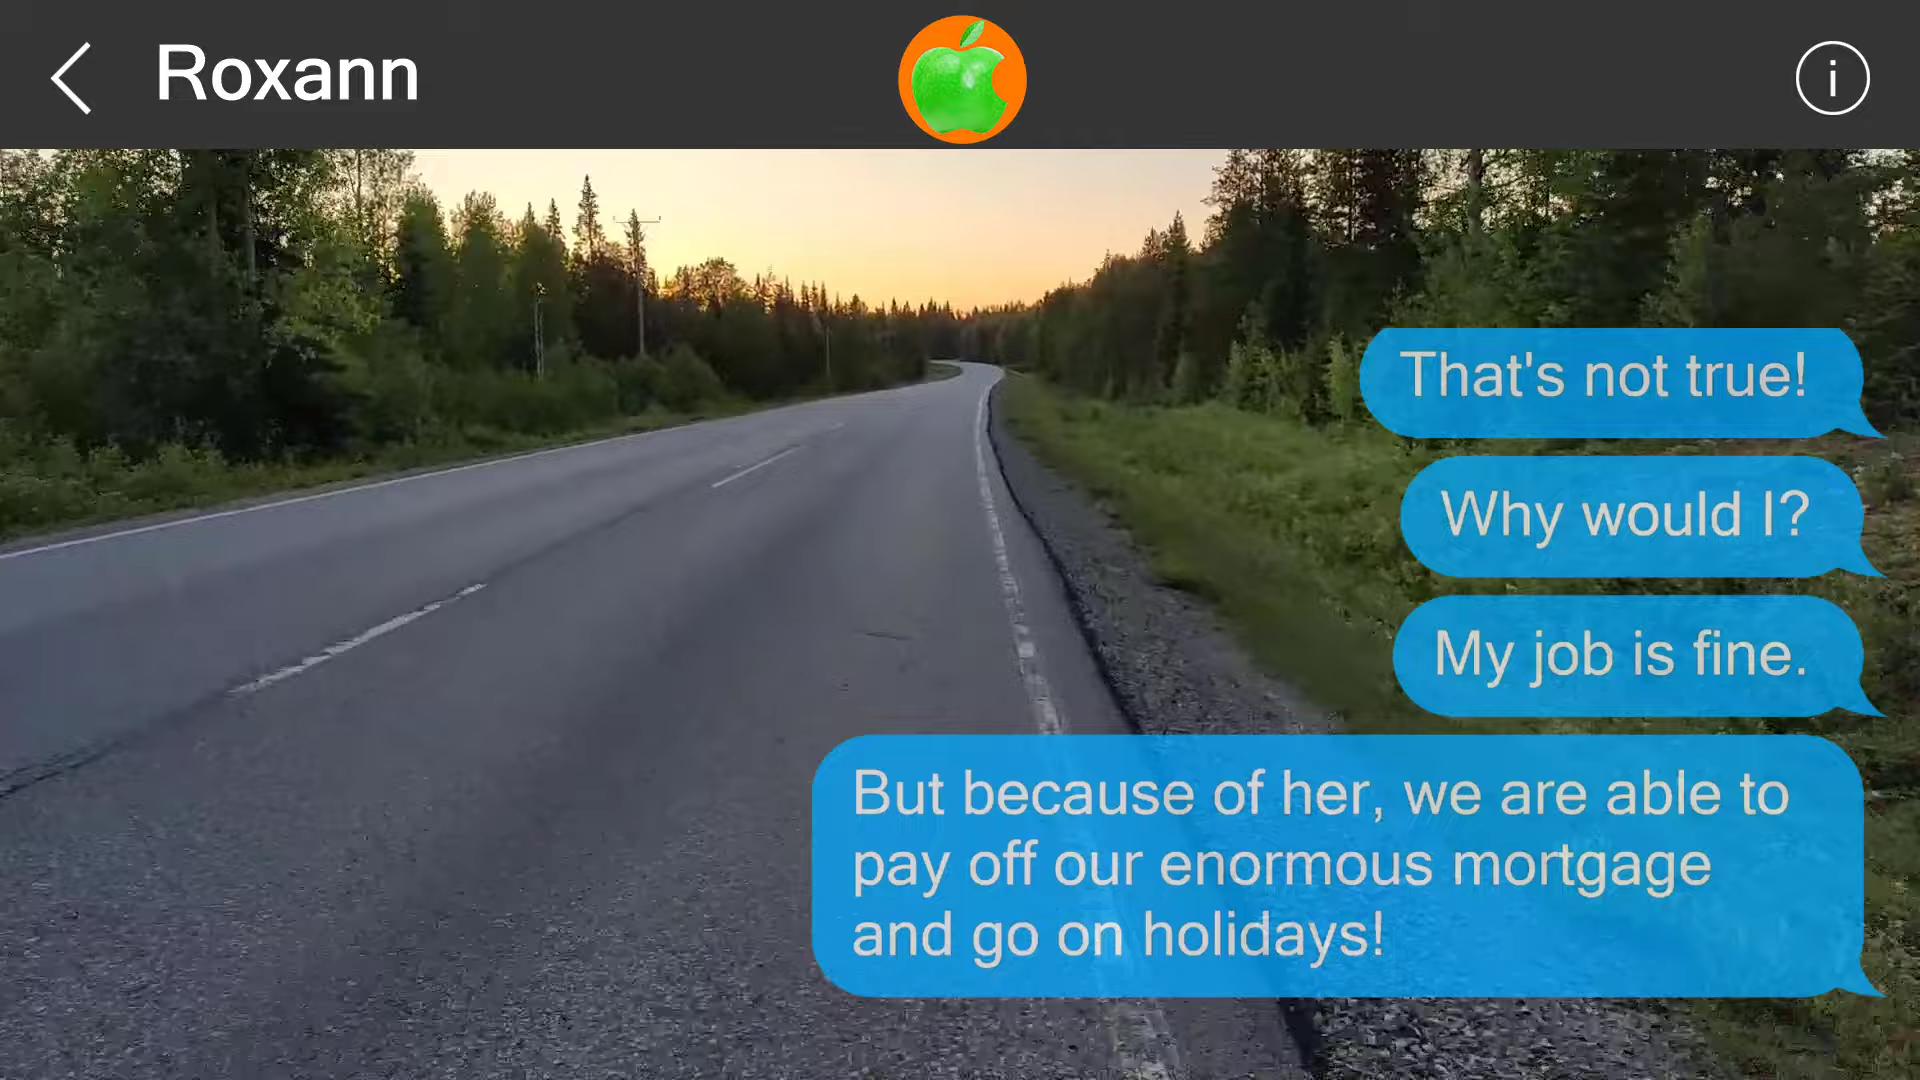 Roxann
i
That's not true!
Why would I?
My job is fine.
But because of her, we are able to
pay off our enormous mortgage
and go on holidays!